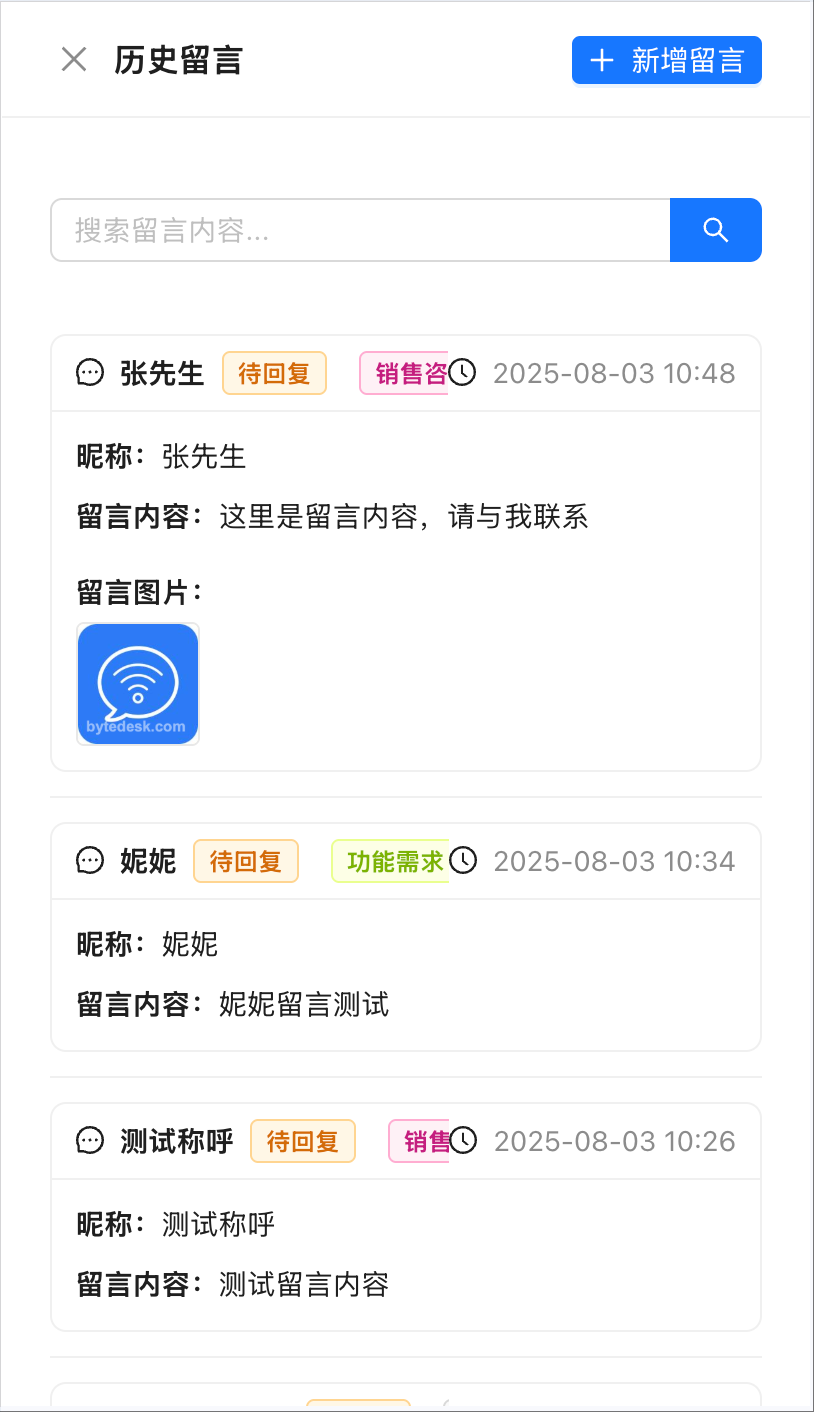 历史留言
新增留言
搜索留言内容...
张先生 待回复 销售咨 2025-08-03 10:48
昵称：张先生
留言内容：这里是留言内容，请与我联系
留言图片：
bytedesk.com
妮妮 待回复 功能需求 2025-08-03 10:34
昵称：妮妮
留言内容：妮妮留言测试
测试称呼 待回复 销售 2025-08-03 10:26
昵称：测试称呼
留言内容：测试留言内容